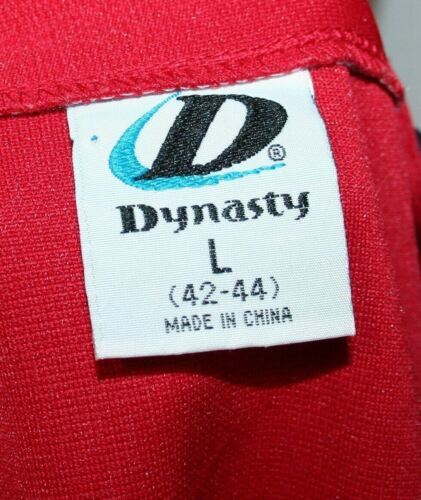 D®
Dynasty
L
(42-44)
MADE IN CHINA